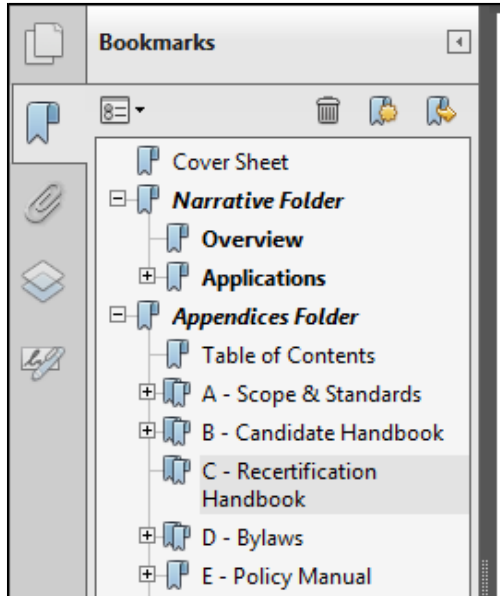 Bookmarks
Cover Sheet
Narrative Folder
Overview
Applications
Appendices Folder
Table of Contents
A - Scope & Standards
B - Candidate Handbook
C - Recertification
Handbook
D - Bylaws
E - Policy Manual